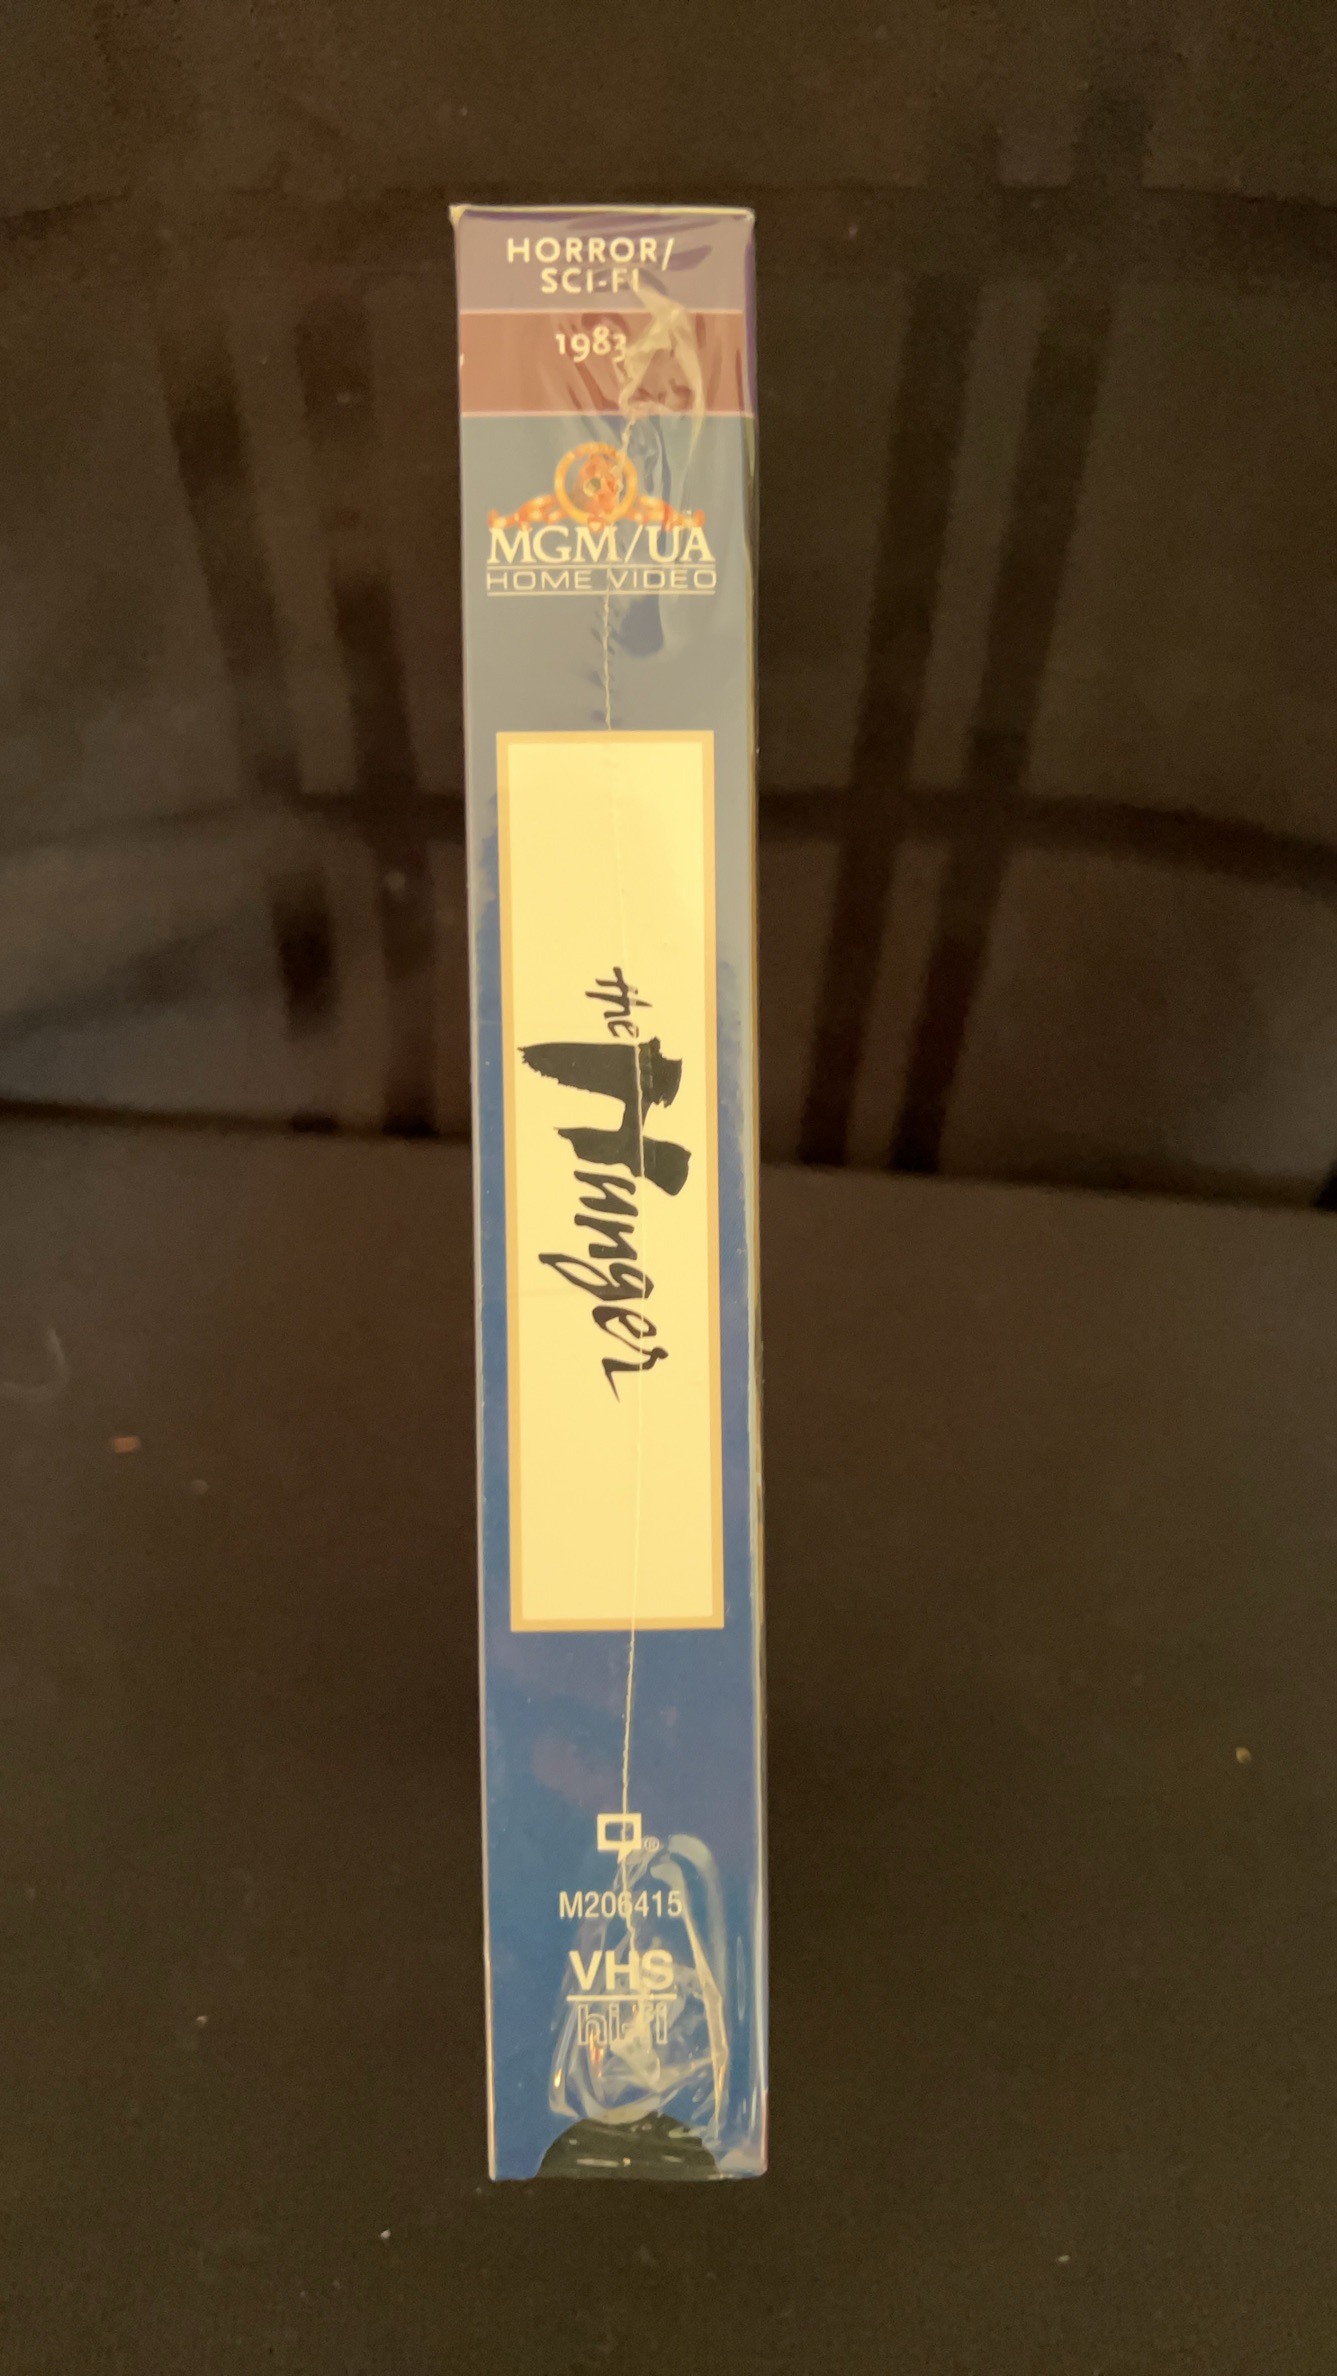 HORROR/
SCI-FI
1983
MGM/UA
HOME VIDEO
the
Hunger
®
M206415
VHS
hi-fi